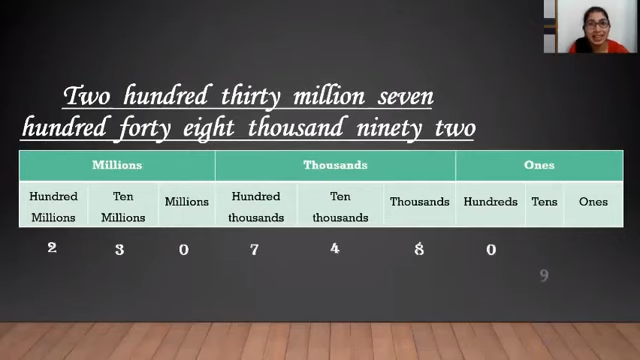 Two hundred thirty million seven
hundred forty eight thousand ninety two
Millions Thousands Ones
Hundred Millions Ten Millions Millions Hundred thousands Ten thousands Thousands Hundreds Tens Ones
2 3 0 7 4 8 0
9